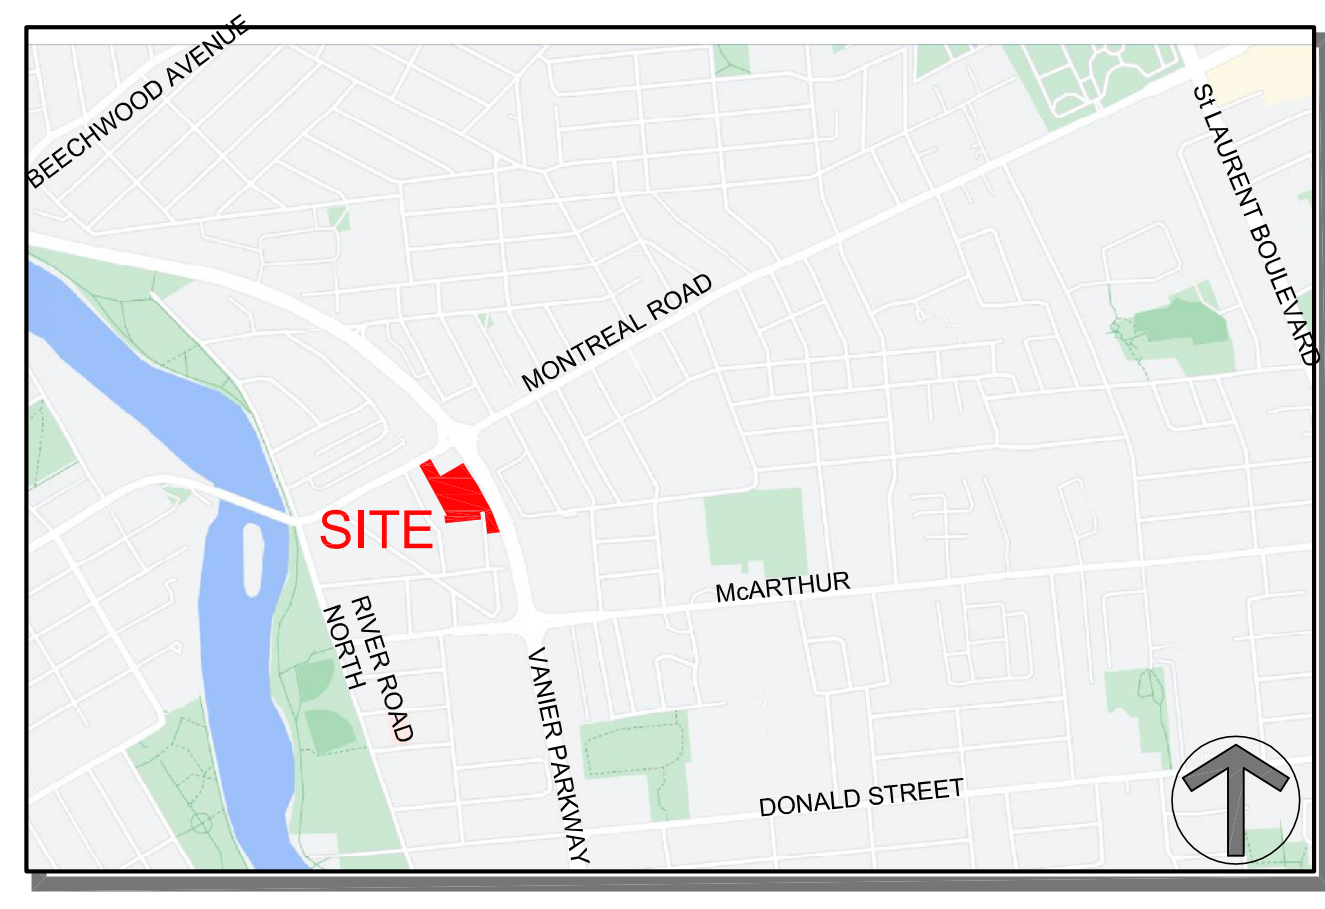 BEECHWOOD AVENUE
St LAURENT BOULEVARD
MONTREAL ROAD
SITE
McARTHUR
RIVER ROAD
NORTH
VANIER PARKWAY
DONALD STREET